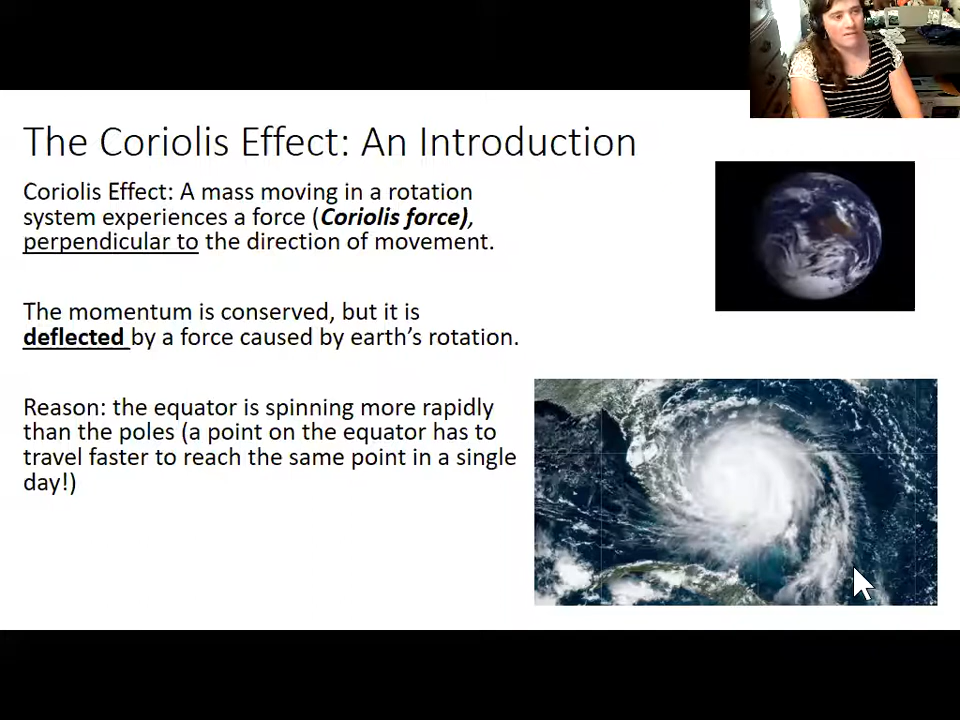 The Coriolis Effect: An Introduction
Coriolis Effect: A mass moving in a rotation
system experiences a force (Coriolis force),
perpendicular to the direction of movement.
The momentum is conserved, but it is
deflected by a force caused by earth’s rotation.
Reason: the equator is spinning more rapidly
than the poles (a point on the equator has to
travel faster to reach the same point in a single
day!)